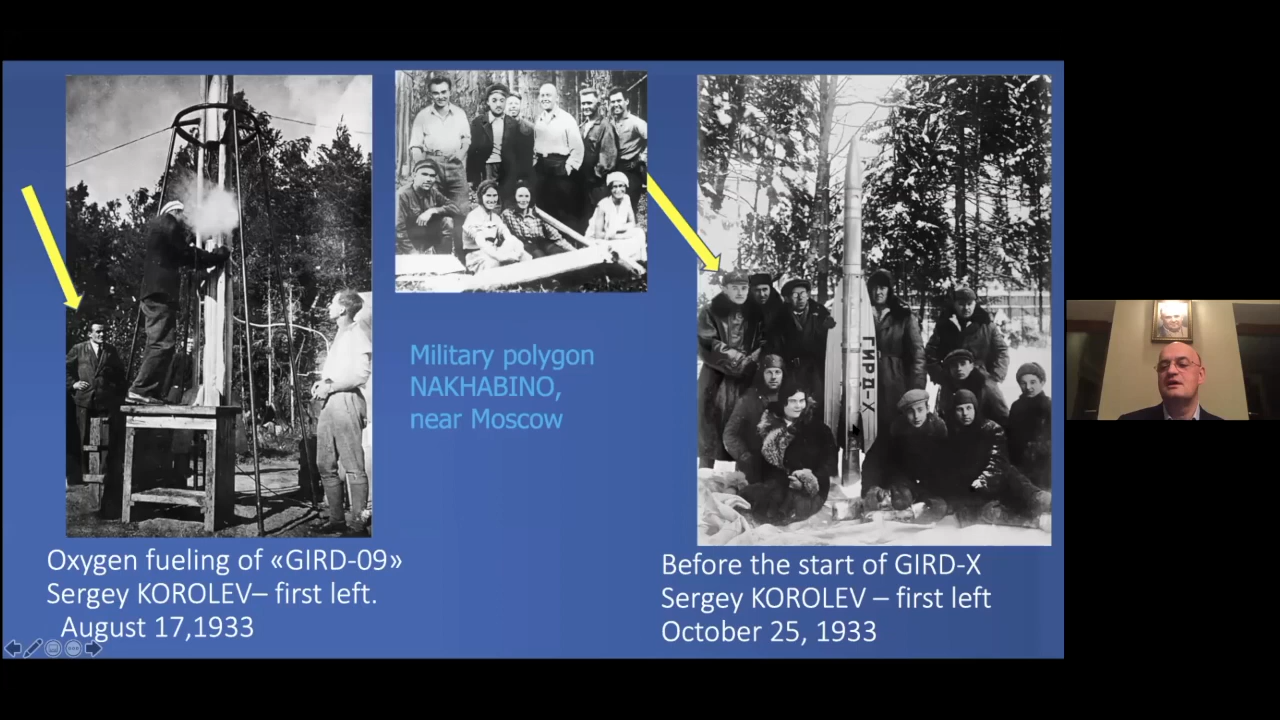 Military polygon
NAKHABINO,
near Moscow
ГИРД-X
Oxygen fueling of «GIRD-09»
Sergey KOROLEV– first left.
August 17,1933
Before the start of GIRD-X
Sergey KOROLEV – first left
October 25, 1933